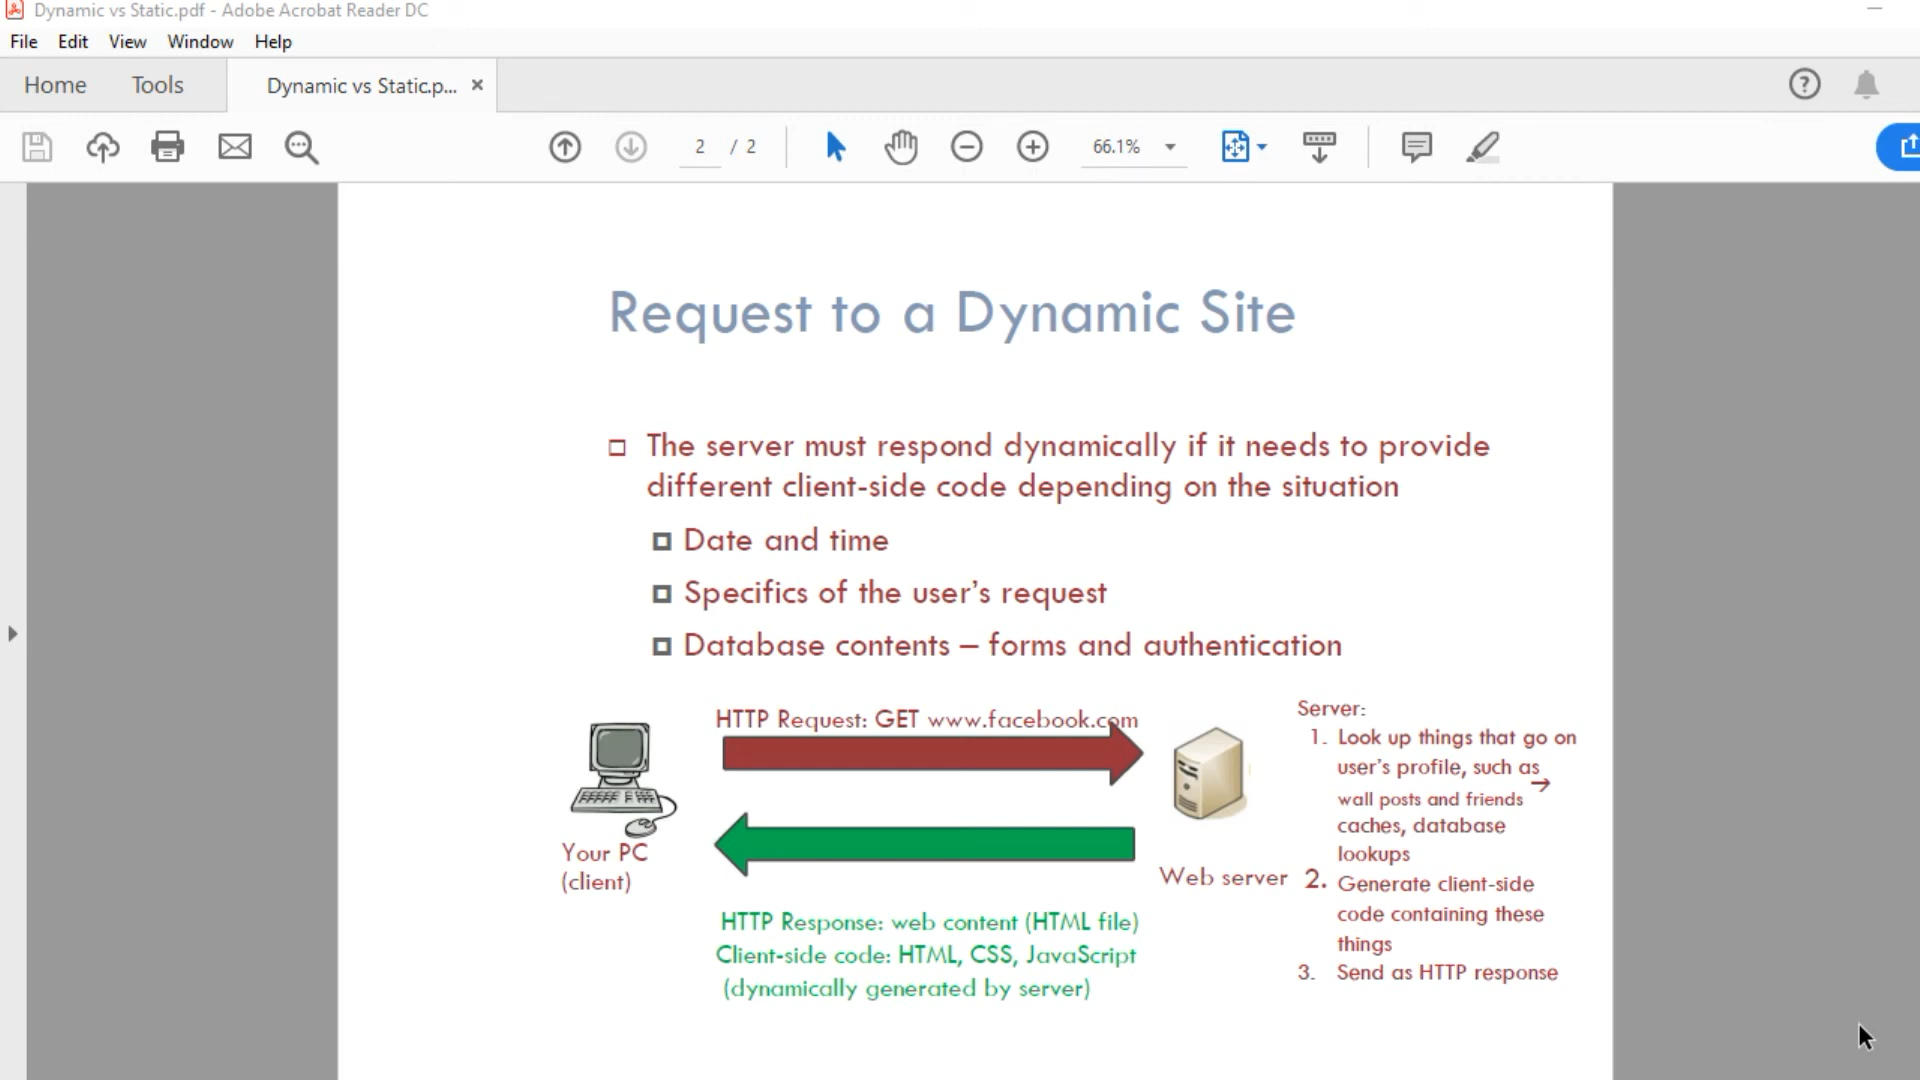 Dynamic vs Static.pdf - Adobe Acrobat Reader DC
File Edit View Window Help
Home Tools Dynamic vs Static.p... ×
2 / 2 66.1%
Request to a Dynamic Site
The server must respond dynamically if it needs to provide
different client-side code depending on the situation
Date and time
Specifics of the user's request
Database contents – forms and authentication
HTTP Request: GET www.facebook.com
Your PC
(client)
HTTP Response: web content (HTML file)
Client-side code: HTML, CSS, JavaScript
(dynamically generated by server)
Web server
Server:
1. Look up things that go on
user's profile, such as →
wall posts and friends
caches, database
lookups
2. Generate client-side
code containing these
things
3. Send as HTTP response